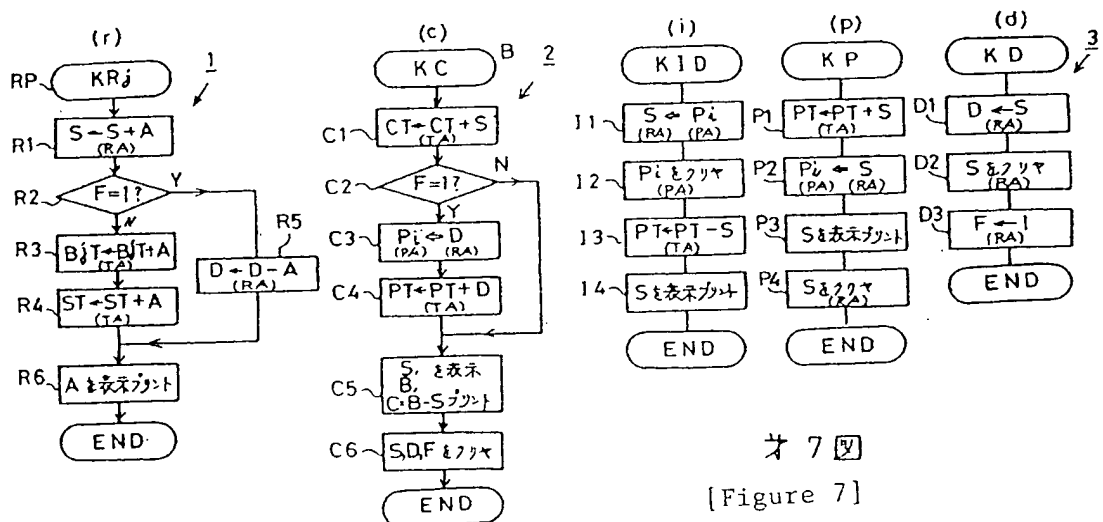 (r)
RP
KRj
1
R1
S←S+A
(RA)
R2
F=1?
Y
N
R3
BjT←BjT+A
(TA)
R5
D←D-A
(RA)
R4
ST←ST+A
(TA)
R6
Aを表示プリント
END
(c)
KC
B
2
C1
CT←CT+S
(TA)
C2
F=1?
N
Y
C3
Pi⇔D
(PA) (RA)
C4
PT←PT+D
(TA)
C5
S, を表示
B,
C=B-Sプリント
C6
S,D,Fをクリヤ
END
(i)
KID
I1
S⇐Pi
(RA) (PA)
I2
Piをクリヤ
(PA)
I3
PT←PT-S
(TA)
I4
Sを表示プリント
END
(p)
KP
P1
PT←PT+S
(TA)
P2
Pi←S
(PA) (RA)
P3
Sを表示プリント
P4
Sをクリヤ
(RA)
END
(d)
KD
3
D1
D←S
(RA)
D2
Sをクリヤ
(RA)
D3
F←1
(RA)
END
才7図
[Figure 7]